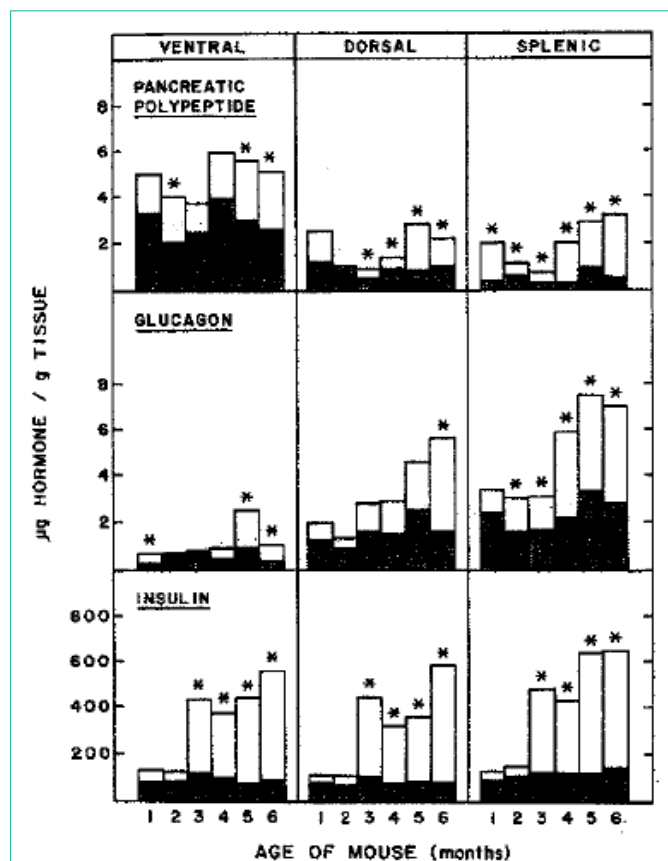 VENTRAL DORSAL SPLENIC
PANCREATIC
POLYPEPTIDE
8
6
4
2
* * *
* * * *
* * * * * *
GLUCAGON
8
6
4
2
* * *
*
* * * * *
INSULIN
800
600
400
200
* * * *
* * * *
* * * *
µg HORMONE / g TISSUE
1 2 3 4 5 6 1 2 3 4 5 6 1 2 3 4 5 6
AGE OF MOUSE (months)